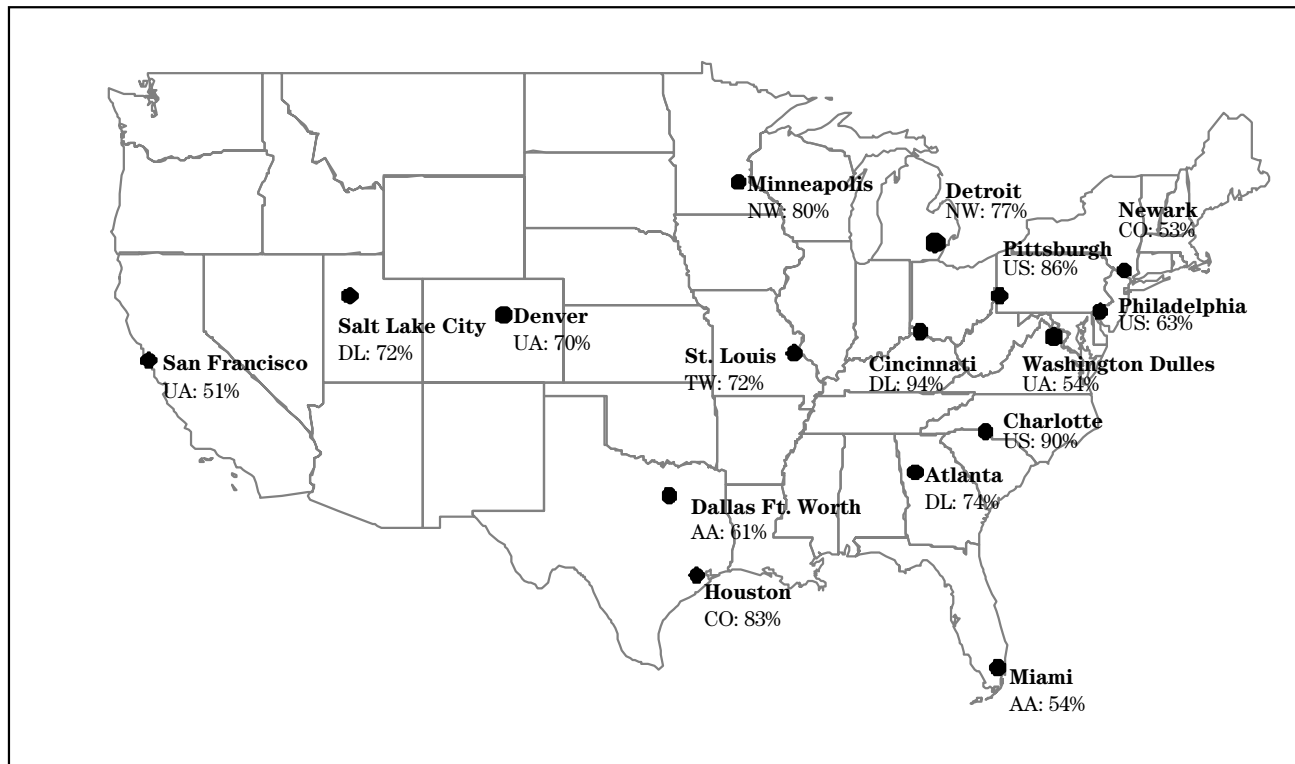 Minneapolis
NW: 80%
Detroit
NW: 77%
Newark
CO: 53%
Pittsburgh
US: 86%
Philadelphia
US: 63%
Salt Lake City
DL: 72%
Denver
UA: 70%
San Francisco
UA: 51%
St. Louis
TW: 72%
Cincinnati
DL: 94%
Washington Dulles
UA: 54%
Charlotte
US: 90%
Atlanta
DL: 74%
Dallas Ft. Worth
AA: 61%
Houston
CO: 83%
Miami
AA: 54%